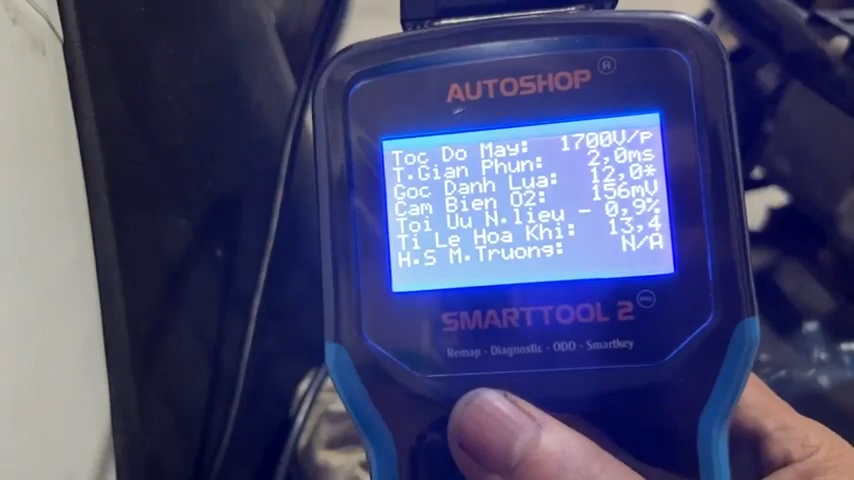 AUTOSHOP ®
Toc Do May: 1700V/p
T.Gian Phun: 2,0ms
Goc Danh Lua: 12,0*
Cam Bien O2: 156mV
Toi Uu N.lieu - 0,9%
Ti Le Hoa Khi: 13,4
H.S M.Truong: N/A
SMARTTOOL 2 PRO
Remap · Diagnostic · ODO · Smartkey